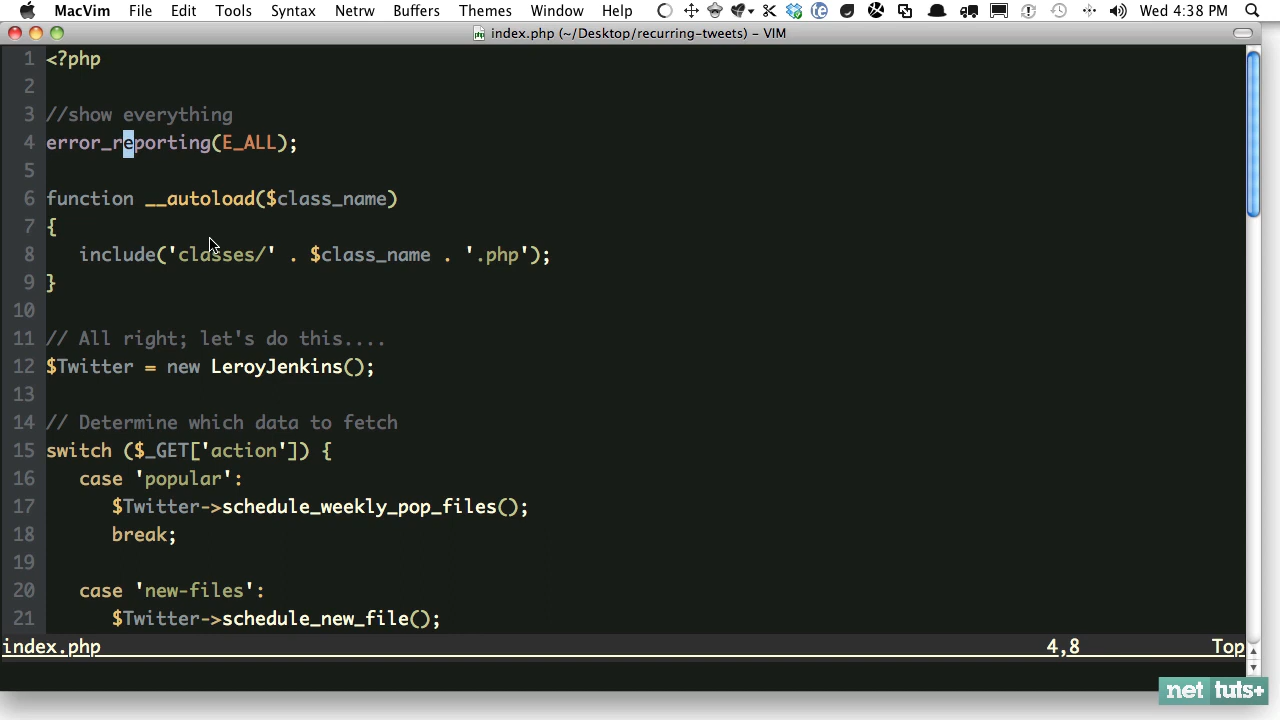 MacVim File Edit Tools Syntax Netrw Buffers Themes Window Help Wed 4:38 PM
index.php (~/Desktop/recurring-tweets) – VIM
1 <?php
2
3 //show everything
4 error_reporting(E_ALL);
5
6 function __autoload($class_name)
7 {
8 include('classes/' . $class_name . '.php');
9 }
10
11 // All right; let's do this....
12 $Twitter = new LeroyJenkins();
13
14 // Determine which data to fetch
15 switch ($_GET['action']) {
16 case 'popular':
17 $Twitter->schedule_weekly_pop_files();
18 break;
19
20 case 'new-files':
21 $Twitter->schedule_new_file();
index.php 4,8 Top
net tuts+